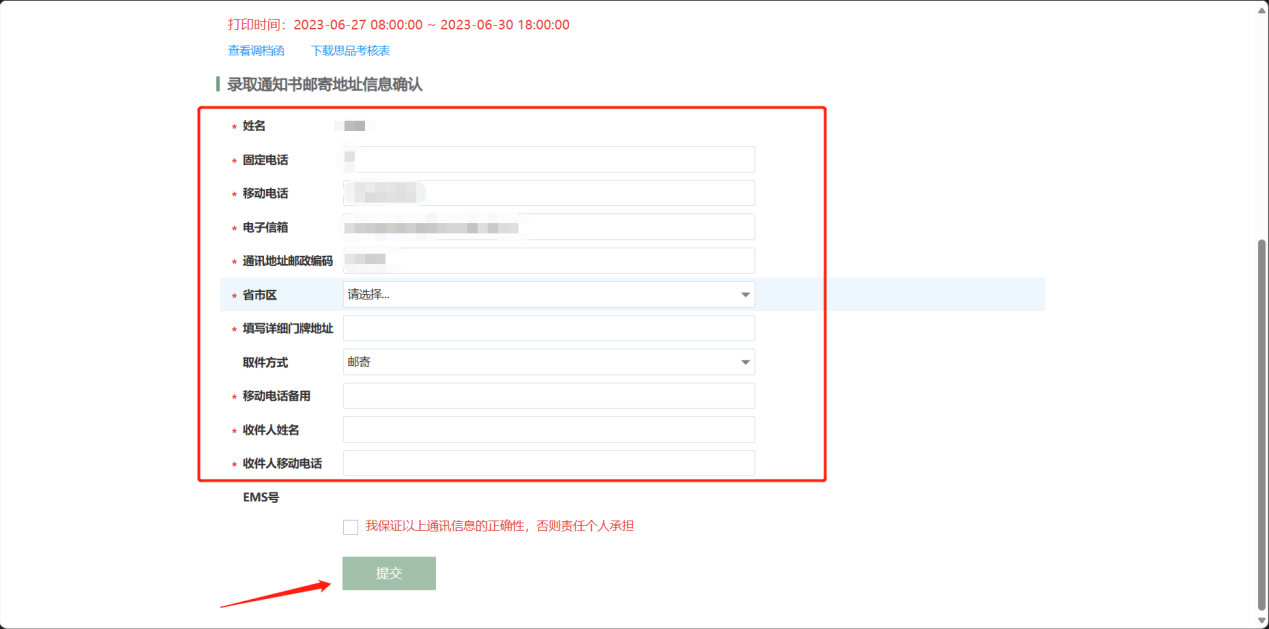 打印时间：2023-06-27 08:00:00 ~ 2023-06-30 18:00:00
查看调档函 下载思品考核表
录取通知书邮寄地址信息确认
* 姓名
* 固定电话
* 移动电话
* 电子信箱
* 通讯地址邮政编码
* 省市区 请选择...
* 填写详细门牌地址
取件方式 邮寄
* 移动电话备用
* 收件人姓名
* 收件人移动电话
EMS号
我保证以上通讯信息的正确性，否则责任个人承担
提交